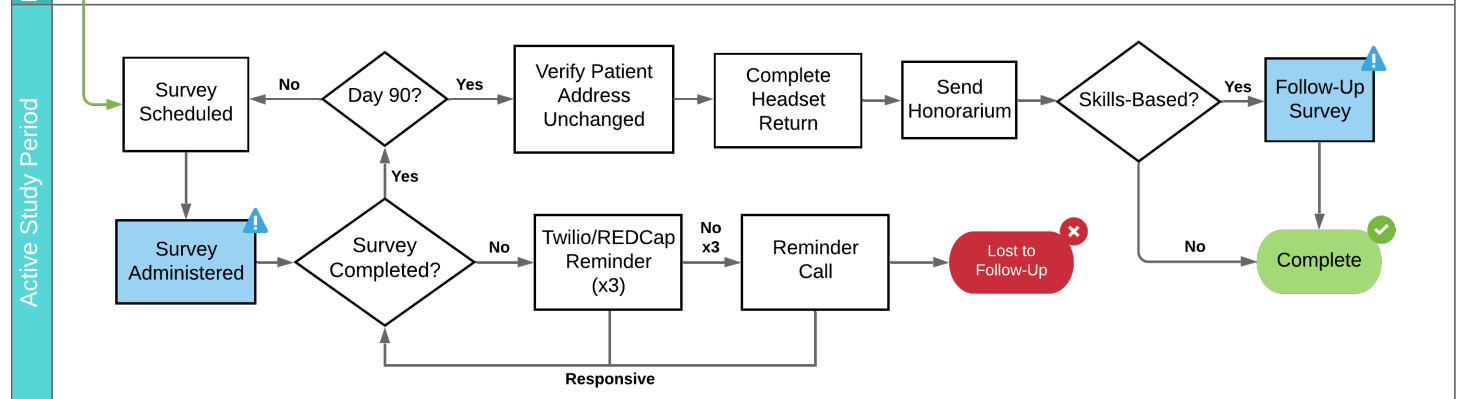 Active Study Period
Survey
Scheduled
No
Day 90?
Yes
Verify Patient
Address
Unchanged
Complete
Headset
Return
Send
Honorarium
Skills-Based?
Yes
Follow-Up
Survey
Yes
Survey
Administered
Survey
Completed?
No
Twilio/REDCap
Reminder
(x3)
No
x3
Reminder
Call
Lost to
Follow-Up
No
Complete
Responsive